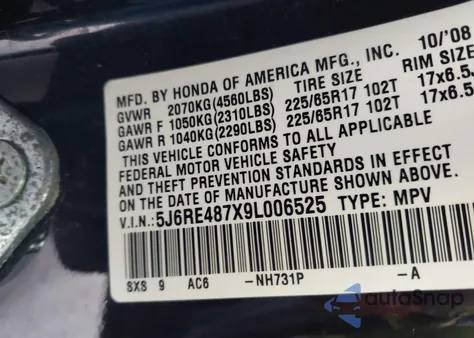 10/'08
MFD. BY HONDA OF AMERICA MFG., INC.
TIRE SIZE RIM SIZE
GVWR 2070KG(4560LBS)
GAWR F 1050KG(2310LBS) 225/65R17 102T 17x6.5
GAWR R 1040KG(2290LBS) 225/65R17 102T 17x6.5
THIS VEHICLE CONFORMS TO ALL APPLICABLE
FEDERAL MOTOR VEHICLE SAFETY
AND THEFT PREVENTION STANDARDS IN EFFECT
ON THE DATE OF MANUFACTURE SHOWN ABOVE.
V.I.N: 5J6RE487X9L006525 TYPE: MPV
SXS 9 AC6 -NH731P -A
autoSnap